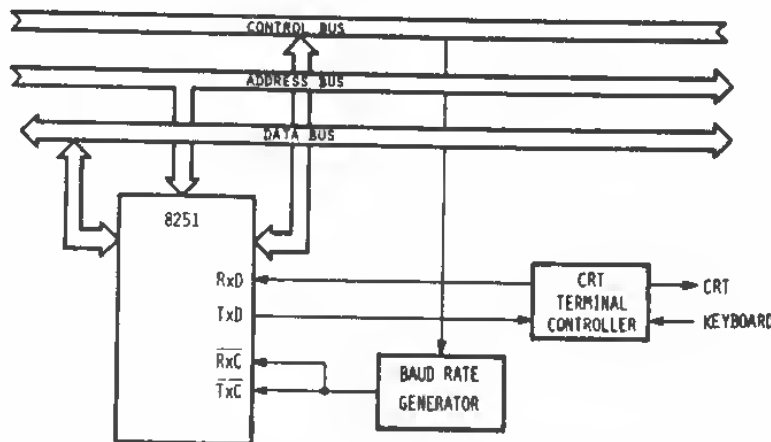 CONTROL BUS
ADDRESS BUS
DATA BUS
8251
RxD
TxD
RxC
TxC
CRT
TERMINAL
CONTROLLER
CRT
KEYBOARD
BAUD RATE
GENERATOR